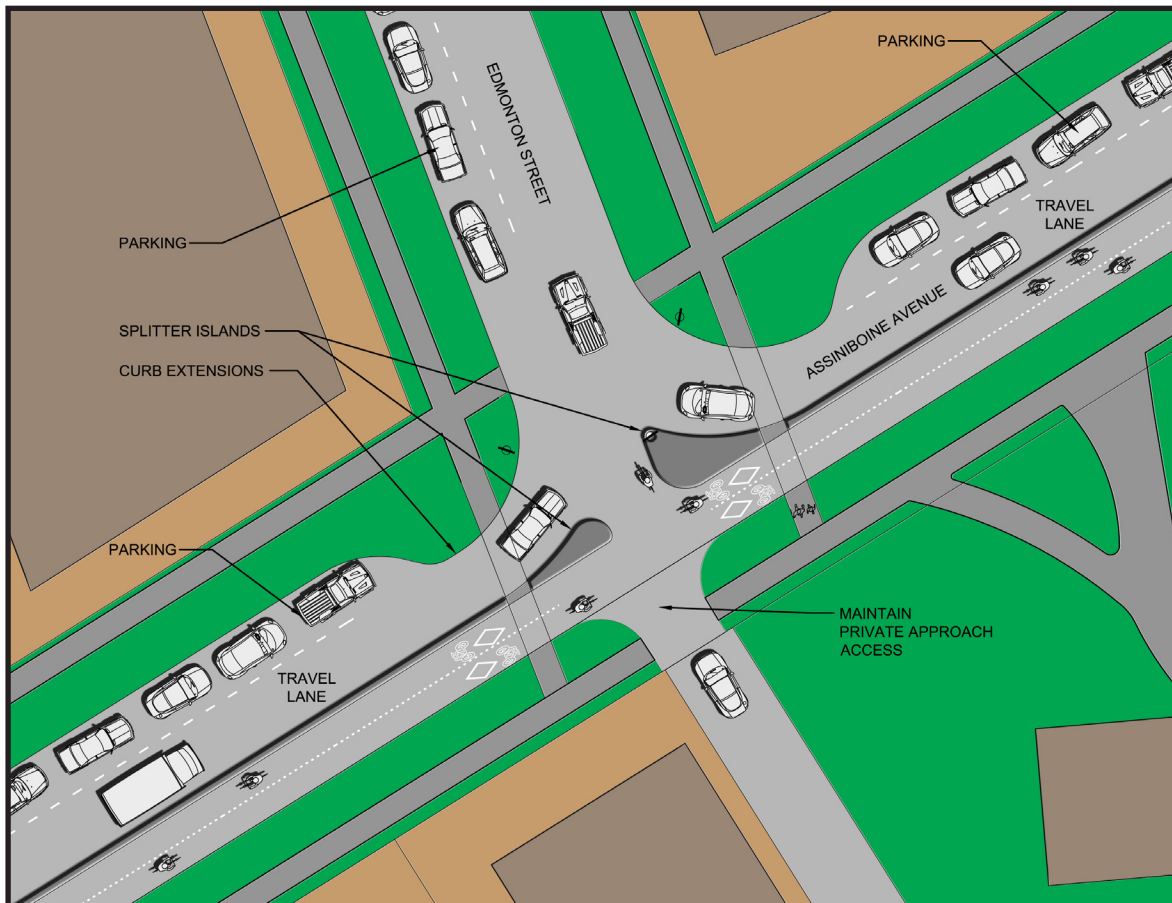 PARKING
EDMONTON STREET
PARKING
TRAVEL
LANE
SPLITTER ISLANDS
CURB EXTENSIONS
ASSINIBOINE AVENUE
PARKING
MAINTAIN
PRIVATE APPROACH
ACCESS
TRAVEL
LANE